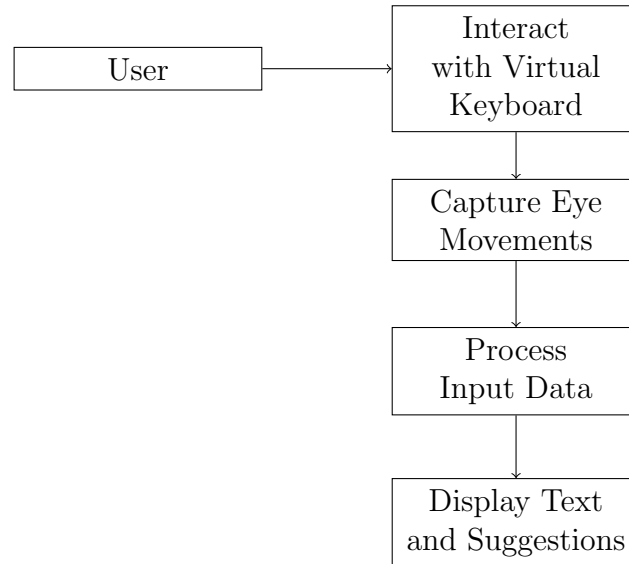 User
Interact
with Virtual
Keyboard
Capture Eye
Movements
Process
Input Data
Display Text
and Suggestions